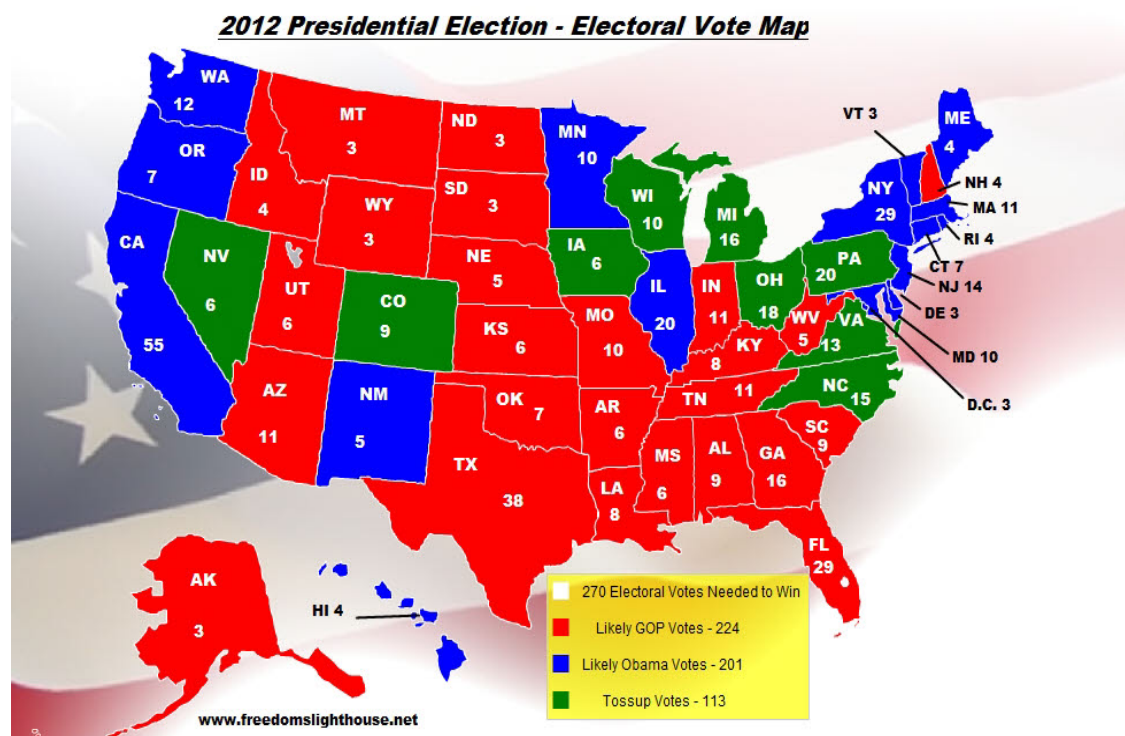 2012 Presidential Election - Electoral Vote Map
WA
12
OR
7
CA
55
NV
6
ID
4
MT
3
WY
3
UT
6
CO
9
AZ
11
NM
5
ND
3
SD
3
NE
5
KS
6
OK
7
TX
38
MN
10
IA
6
MO
10
AR
6
LA
8
WI
10
IL
20
MI
16
IN
11
OH
18
KY
8
TN
11
MS
6
AL
9
GA
16
FL
29
SC
9
NC
15
VA
13
WV
5
PA
20
NY
29
VT 3
ME
4
NH 4
MA 11
RI 4
CT 7
NJ 14
DE 3
MD 10
D.C. 3
AK
3
HI 4
270 Electoral Votes Needed to Win
Likely GOP Votes - 224
Likely Obama Votes - 201
Tossup Votes - 113
www.freedomslighthouse.net